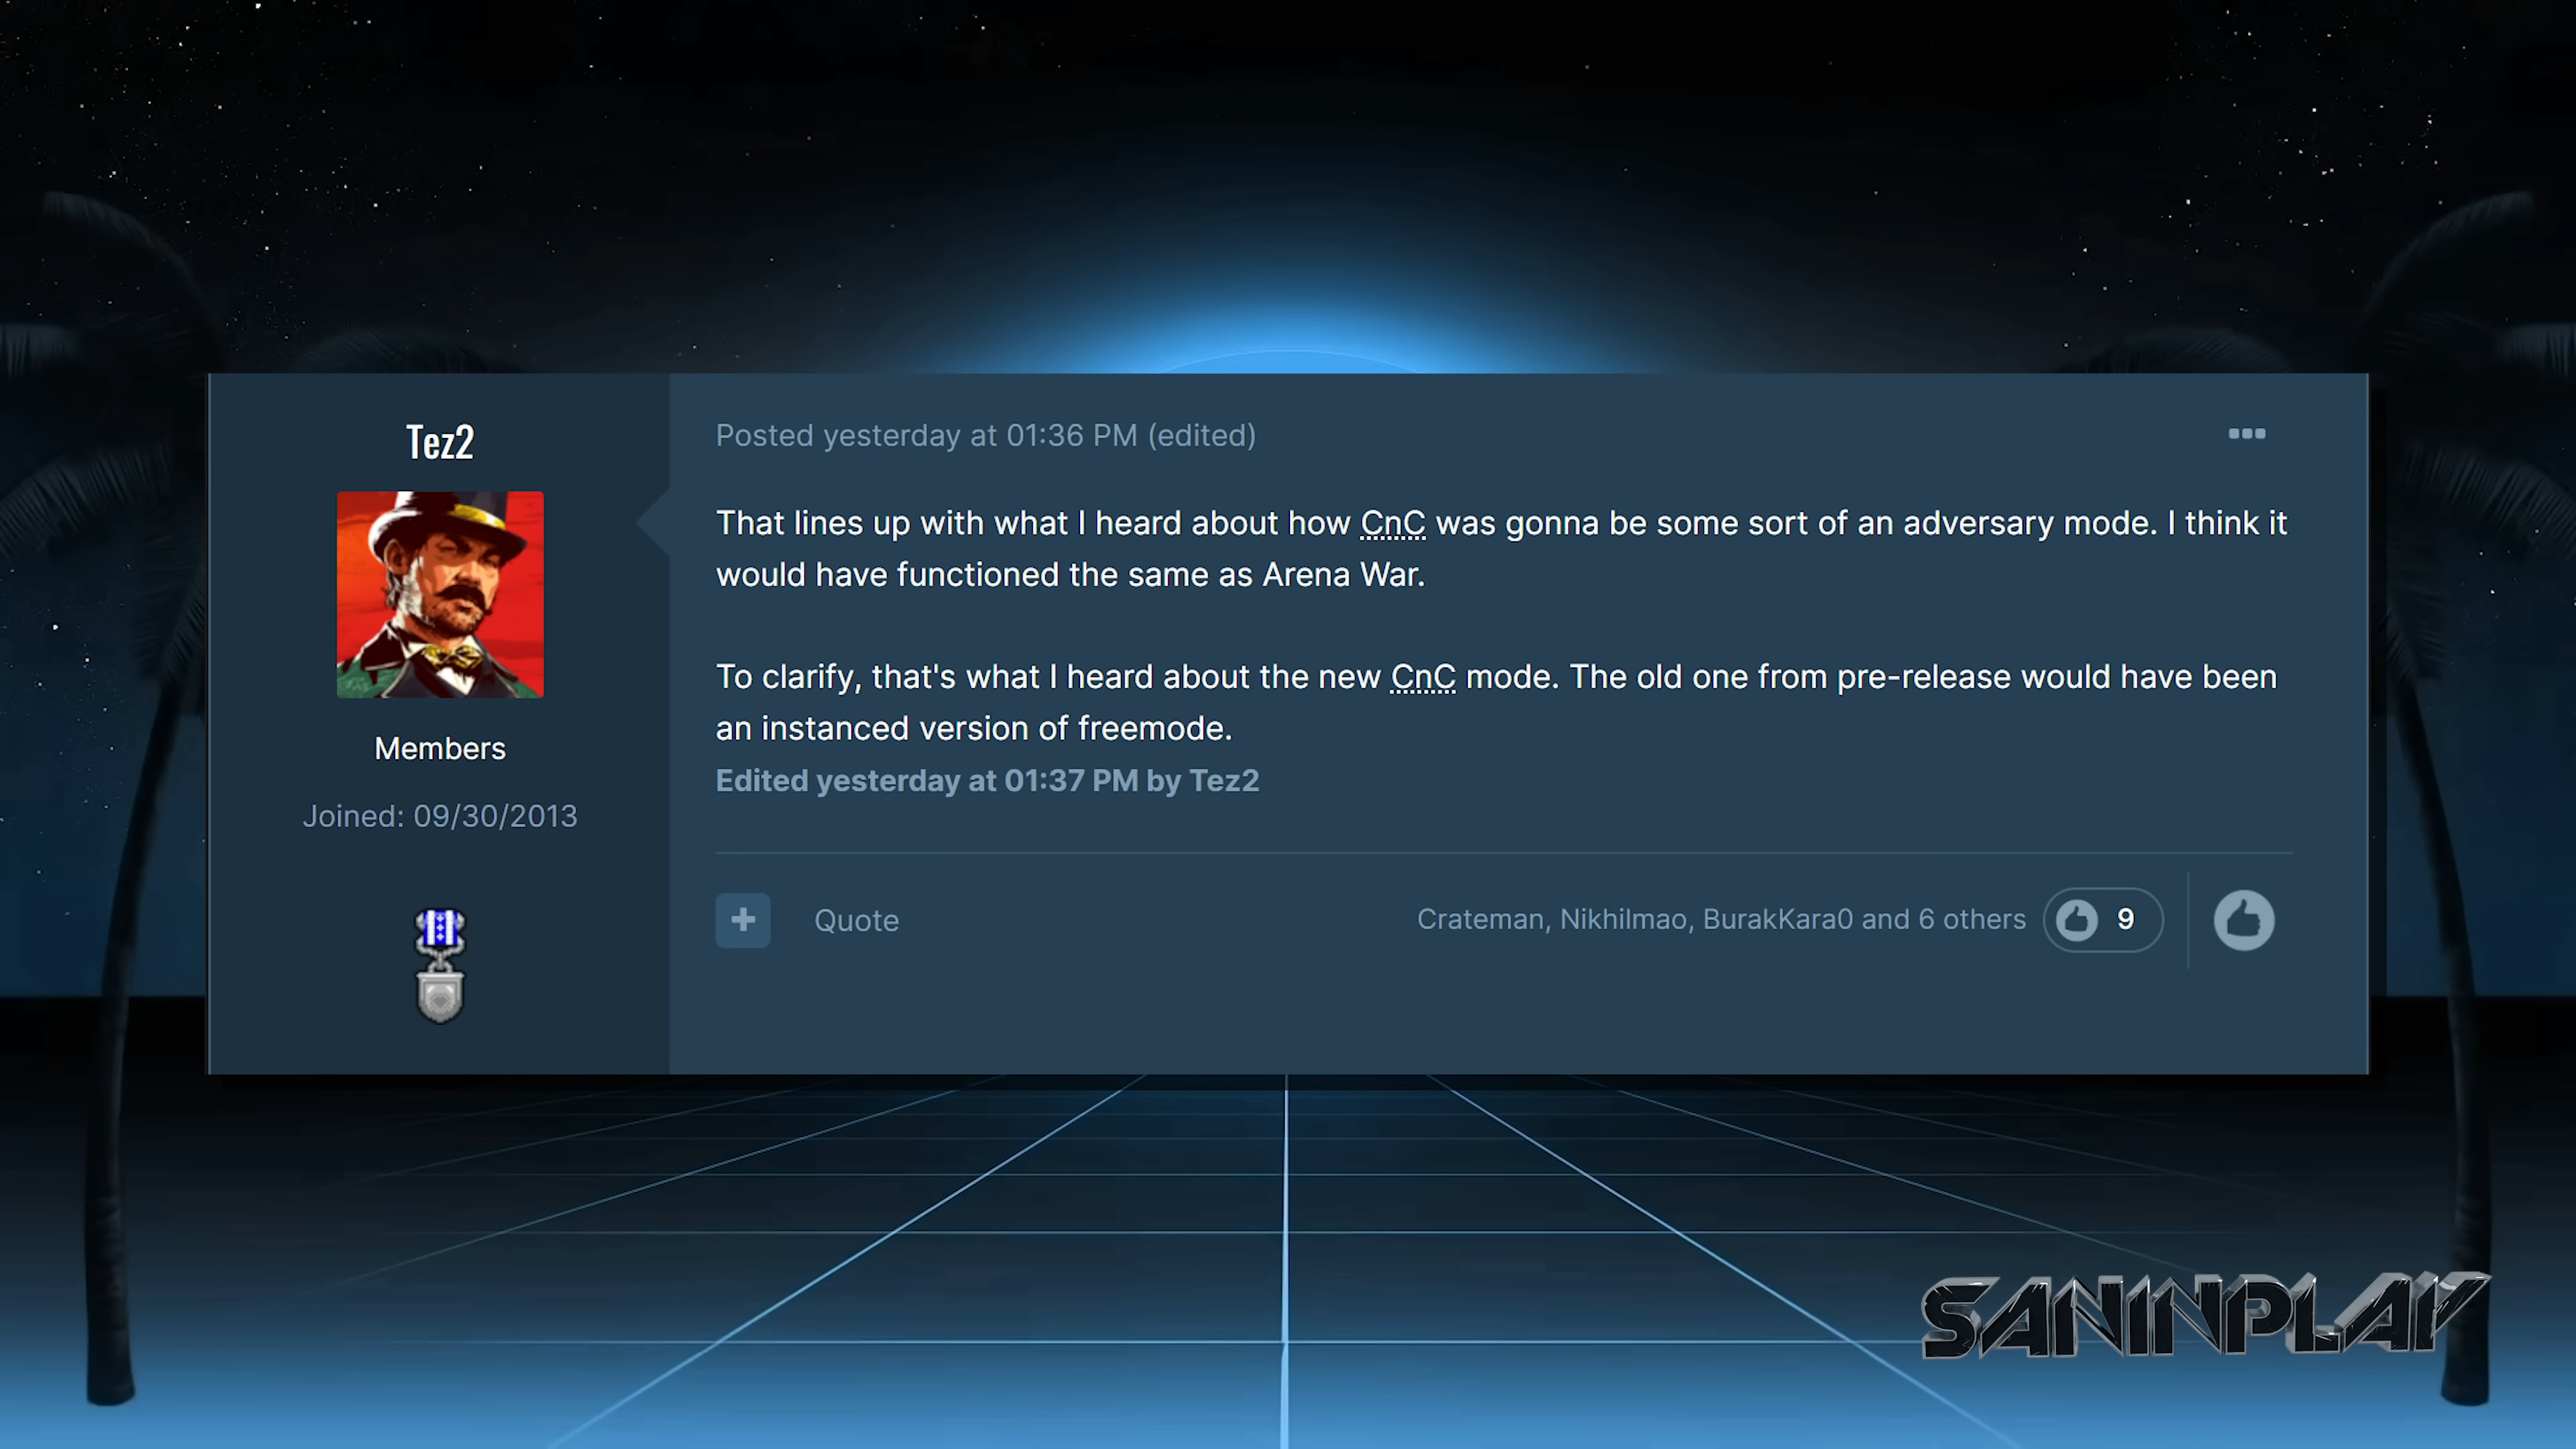 Tez2
Members
Joined: 09/30/2013
Posted yesterday at 01:36 PM (edited)
That lines up with what I heard about how CnC was gonna be some sort of an adversary mode. I think it
would have functioned the same as Arena War.
To clarify, that's what I heard about the new CnC mode. The old one from pre-release would have been
an instanced version of freemode.
Edited yesterday at 01:37 PM by Tez2
+ Quote
Crateman, Nikhilmao, BurakKara0 and 6 others 9
SANINPLAY